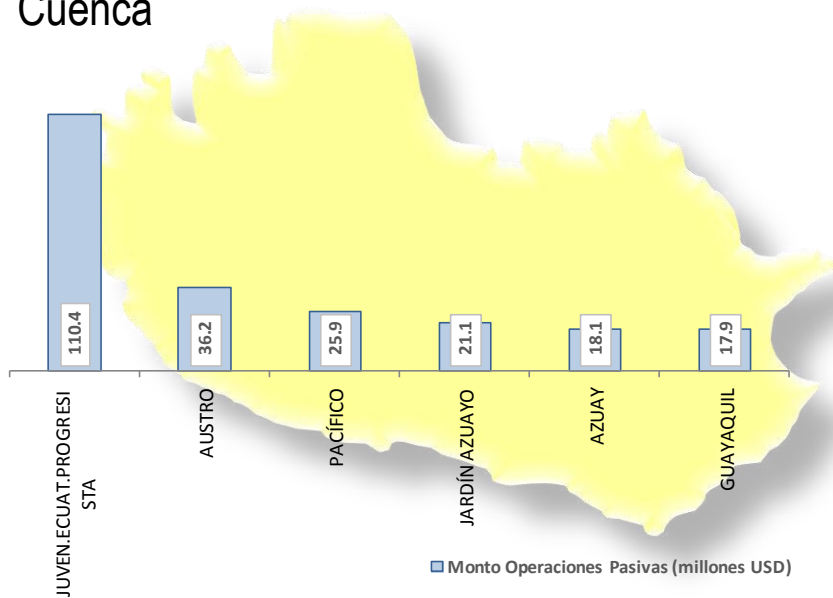 Cuenca
110.4
36.2
25.9
21.1
18.1
17.9
JUVEN.ECUAT.PROGRESI
STA
AUSTRO
PACÍFICO
JARDÍN AZUAYO
AZUAY
GUAYAQUIL
Monto Operaciones Pasivas (millones USD)